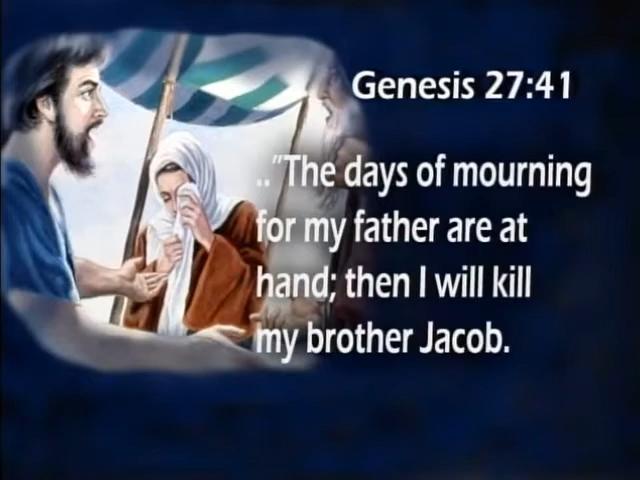 Genesis 27:41
.."The days of mourning
for my father are at
hand; then I will kill
my brother Jacob.